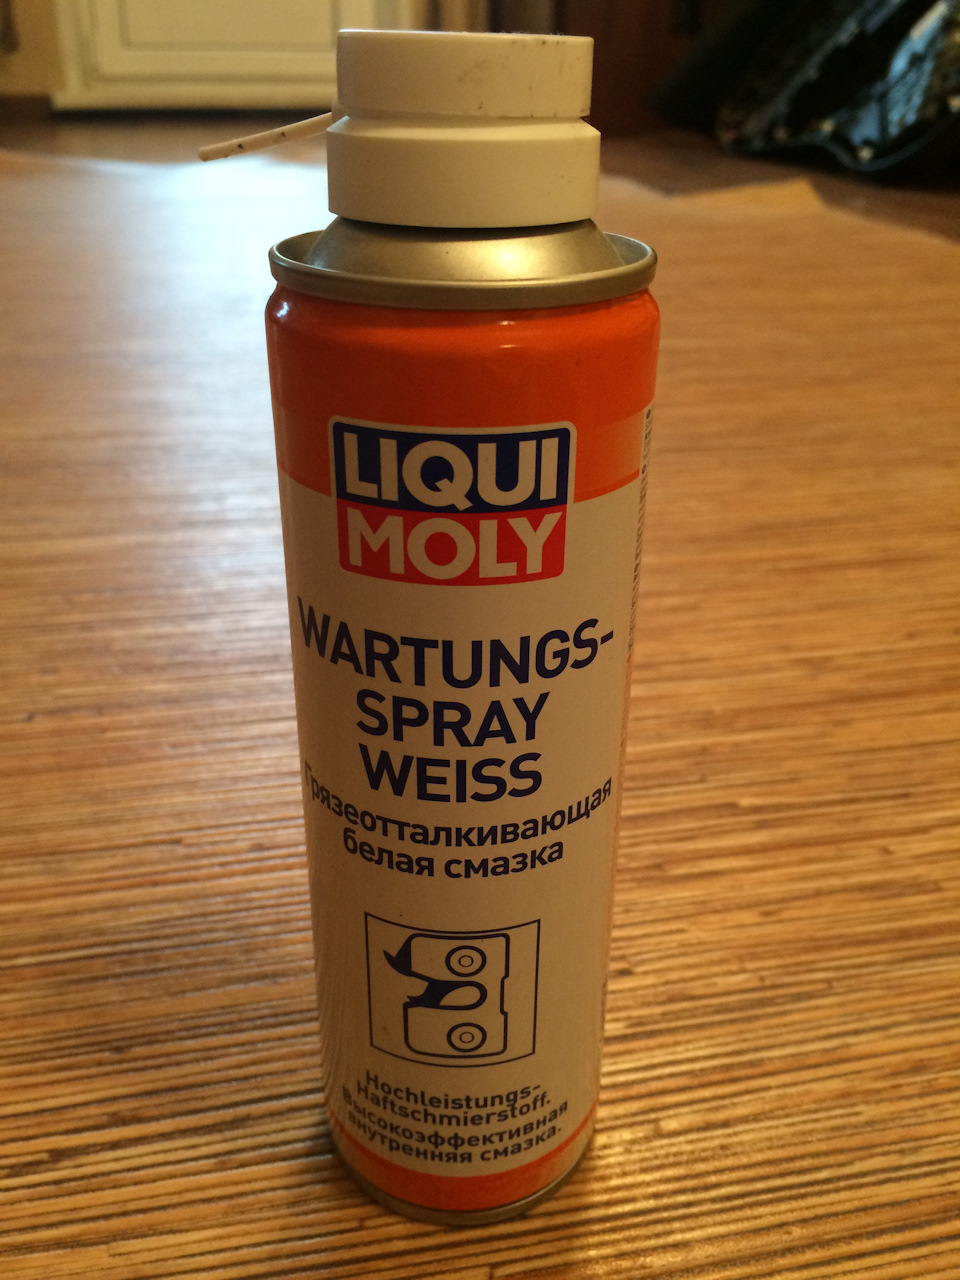 LIQUI
MOLY
WARTUNGS-
SPRAY
WEISS
Грязеотталкивающая
белая смазка
Hochleistungs-
Haftschmierstoff.
Высокоэффективная
внутренняя смазка.